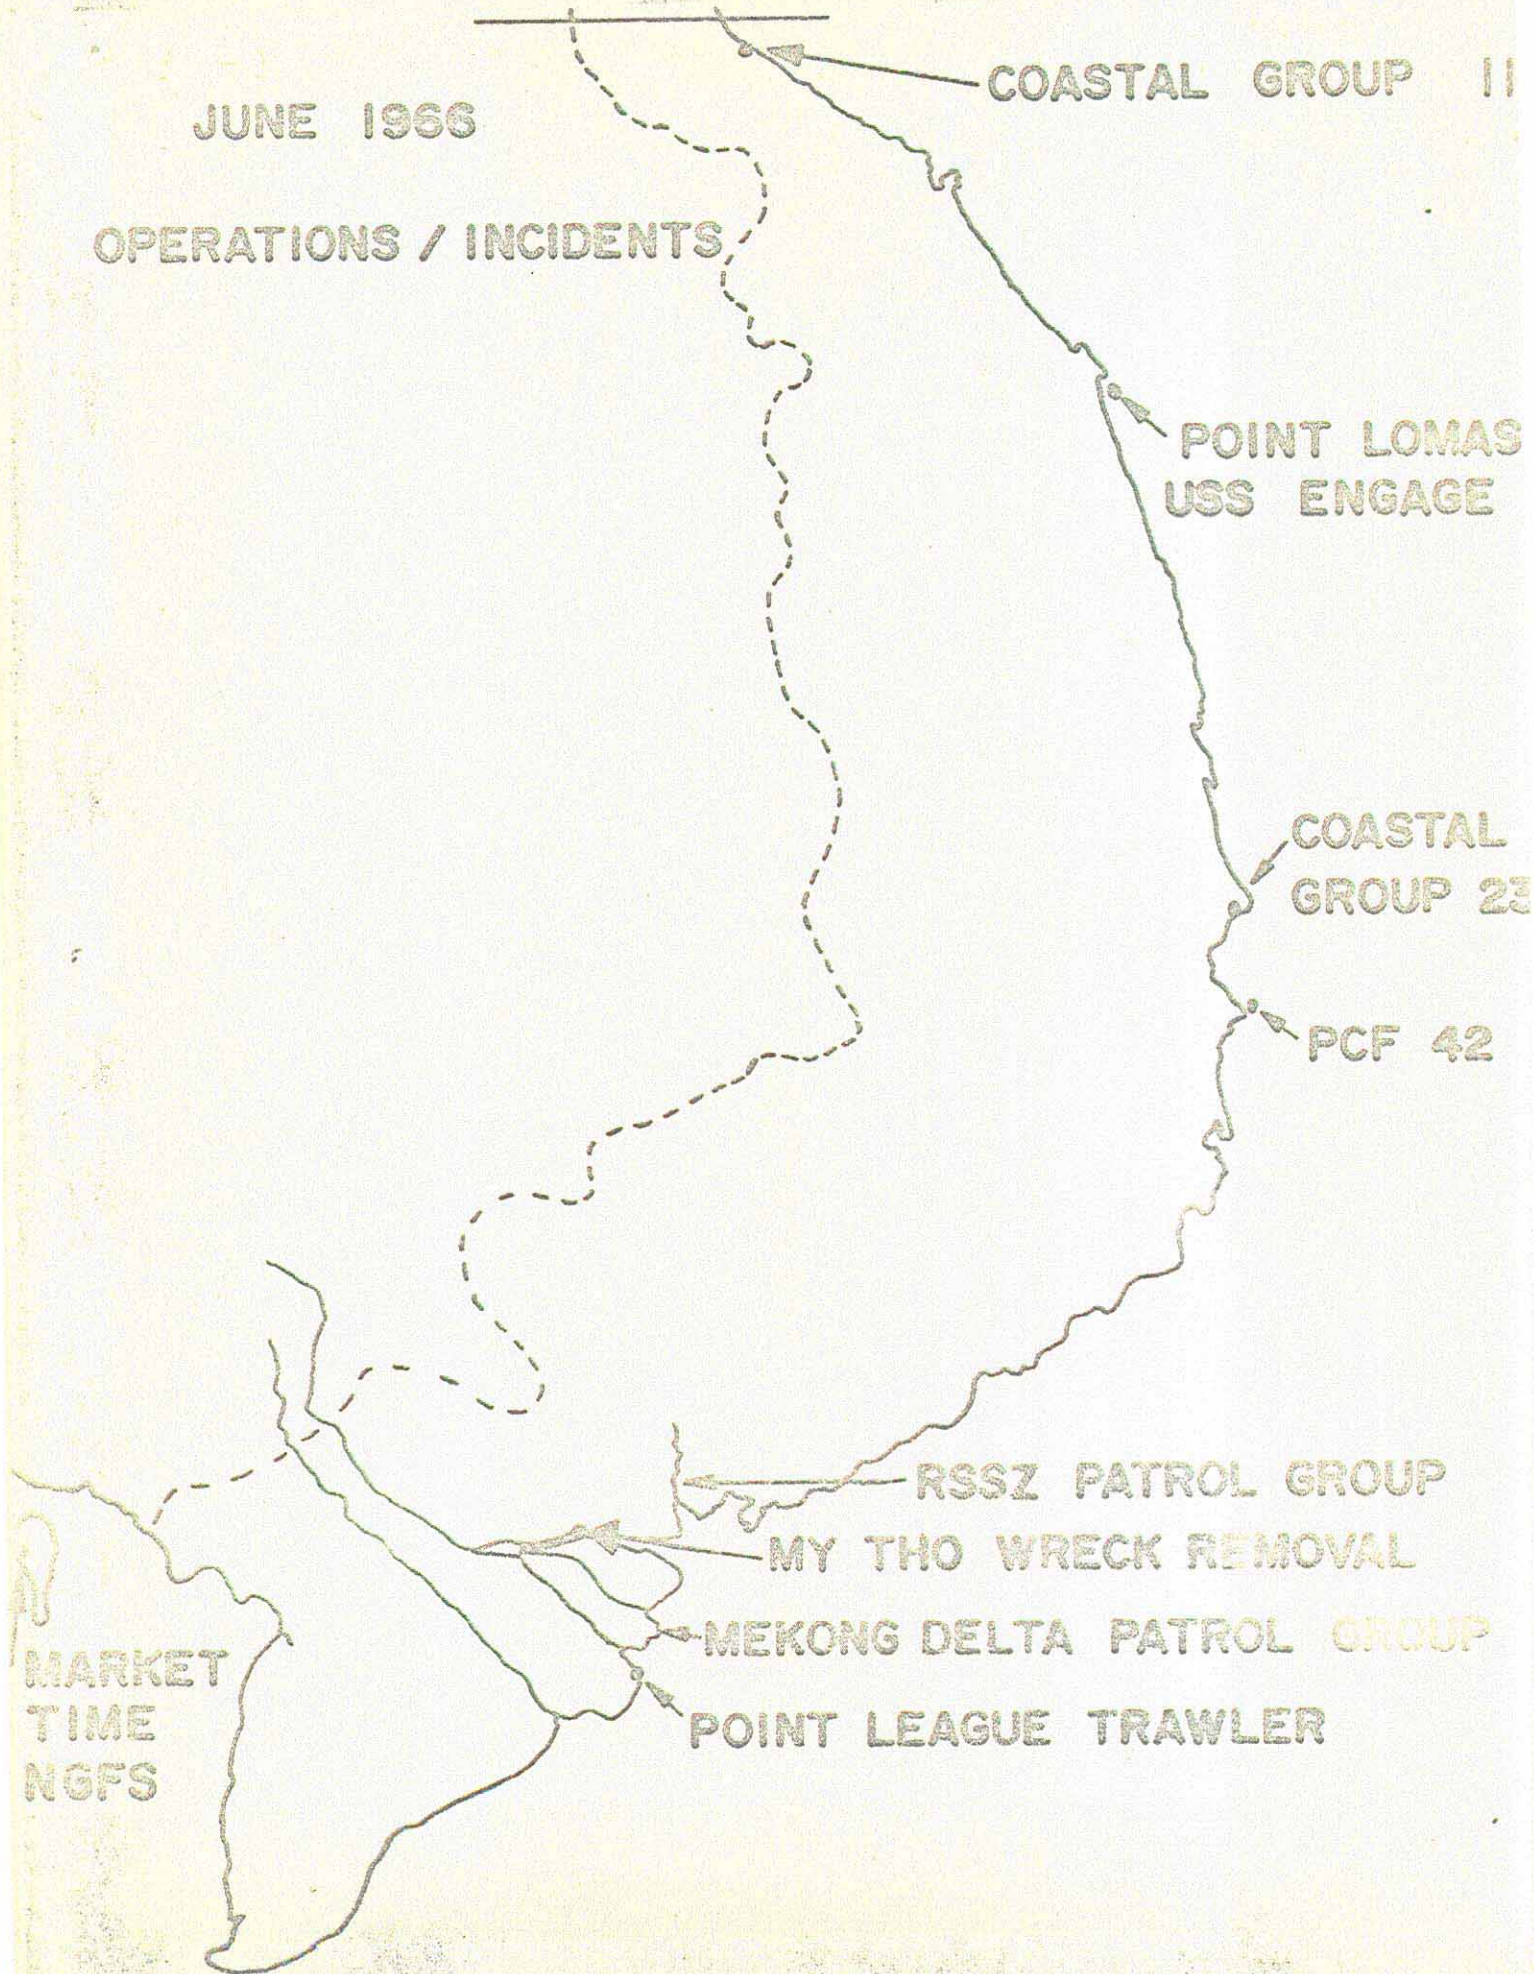 COASTAL GROUP 11
JUNE 1966
OPERATIONS / INCIDENTS
POINT LOMAS
USS ENGAGE
COASTAL
GROUP 23
PCF 42
RSSZ PATROL GROUP
MY THO WRECK REMOVAL
MEKONG DELTA PATROL GROUP
POINT LEAGUE TRAWLER
MARKET
TIME
NGFS